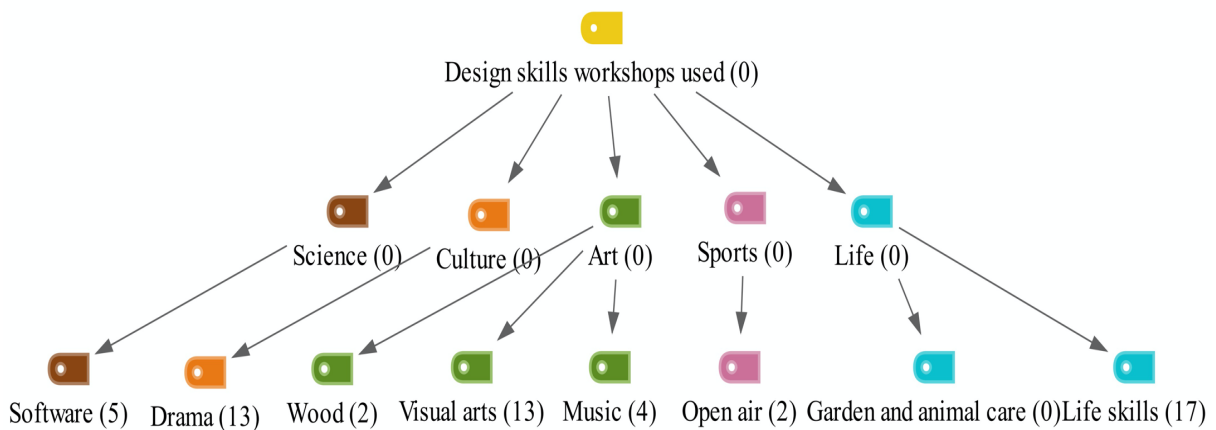 Design skills workshops used (0)
Science (0)
Culture (0)
Art (0)
Sports (0)
Life (0)
Software (5)
Drama (13)
Wood (2)
Visual arts (13)
Music (4)
Open air (2)
Garden and animal care (0)
Life skills (17)